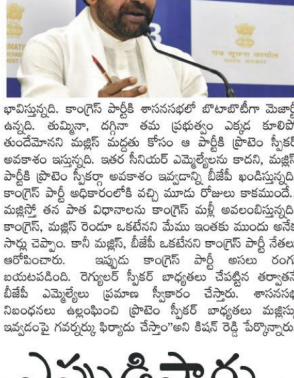 భావిస్తున్నది. కాంగ్రెస్ పార్టీకి శాసనసభలో బొటాబొటీగా మెజార్టీ
ఉన్నది. తుమ్మినా, దగ్గినా తమ ప్రభుత్వం ఎక్కడ కూలిపో
తుందేమోనని మజ్లిస్ మద్దతు కోసం ఆ పార్టీకి ప్రొటెం స్పీకర్
అవకాశం ఇస్తున్నది. ఇతర సీనియర్ ఎమ్మెల్యేలను కాదని, మజ్లిస్
పార్టీకి ప్రొటెం స్పీకర్గా అవకాశం ఇవ్వడాన్ని బీజేపీ ఖండిస్తున్నది
కాంగ్రెస్ పార్టీ అధికారంలోకి వచ్చి మూడు రోజులు కాకముందే..
మజ్లిస్తో తన పాత విధానాలను కాంగ్రెస్ మళ్లీ అవలంబిస్తున్నది
కాంగ్రెస్, మజ్లిస్ రెండూ ఒకటేనని మేము ఇంతకు ముందు అనేక
సార్లు చెప్పాం. కానీ మజ్లిస్, బీజేపీ ఒకటేనని కాంగ్రెస్ పార్టీ నేతలు
ఆరోపించారు. ఇప్పుడు కాంగ్రెస్ పార్టీ అసలు రంగు
బయటపడింది. రెగ్యులర్ స్పీకర్ బాధ్యతలు చేపట్టిన తర్వాతనే
బీజేపీ ఎమ్మెల్యేలు ప్రమాణ స్వీకారం చేస్తారు. శాసనసభ
నిబంధనలు ఉల్లంఘించి ప్రొటెం స్పీకర్ బాధ్యతలు మజ్లిసు
ఇవ్వడంపై గవర్నర్కు ఫిర్యాదు చేస్తాం”అని కిషన్ రెడ్డి పేర్కొన్నారు